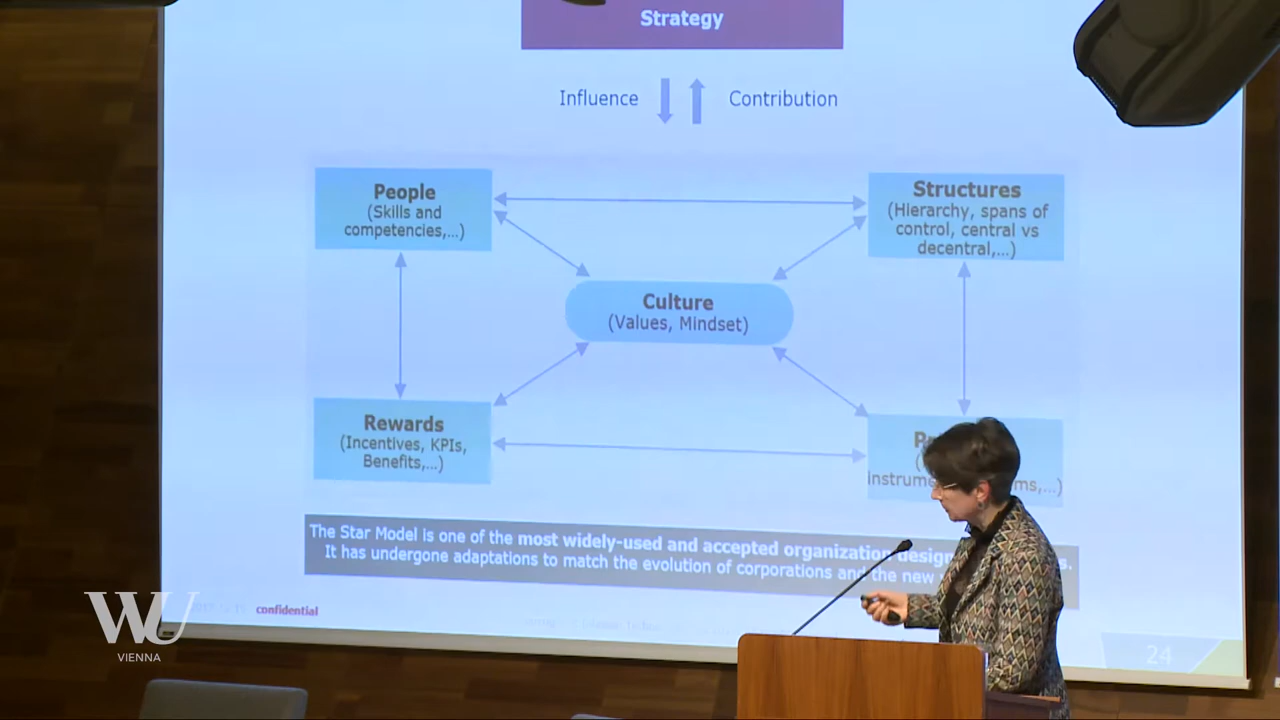 Strategy
Influence
Contribution
People
(Skills and
competencies,...)
Structures
(Hierarchy, spans of
control, central vs
decentral,...)
Culture
(Values, Mindset)
Rewards
(Incentives, KPIs,
Benefits,...)
The Star Model is one of the most widely-used and accepted organization design
It has undergone adaptations to match the evolution of corporations and the new
confidential
24
WU
VIENNA